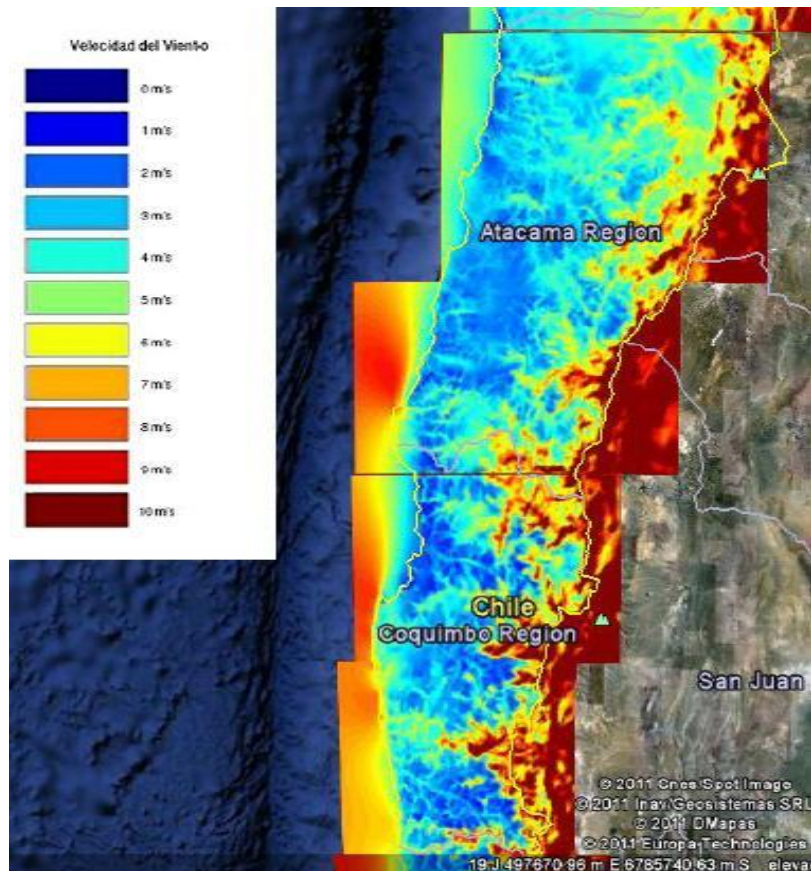 Velocidad del Viento
0 m/s
1 m/s
2 m/s
3 m/s
4 m/s
5 m/s
6 m/s
7 m/s
8 m/s
9 m/s
10 m/s
Atacama Region
Chile
Coquimbo Region
San Juan
© 2011 Cnes/Spot Image
© 2011 Inav/Geosistemas SRL
© 2011 DMapas
© 2011 Europa Technologies
19 J 497670.96 m E 6785740.63 m S eleva